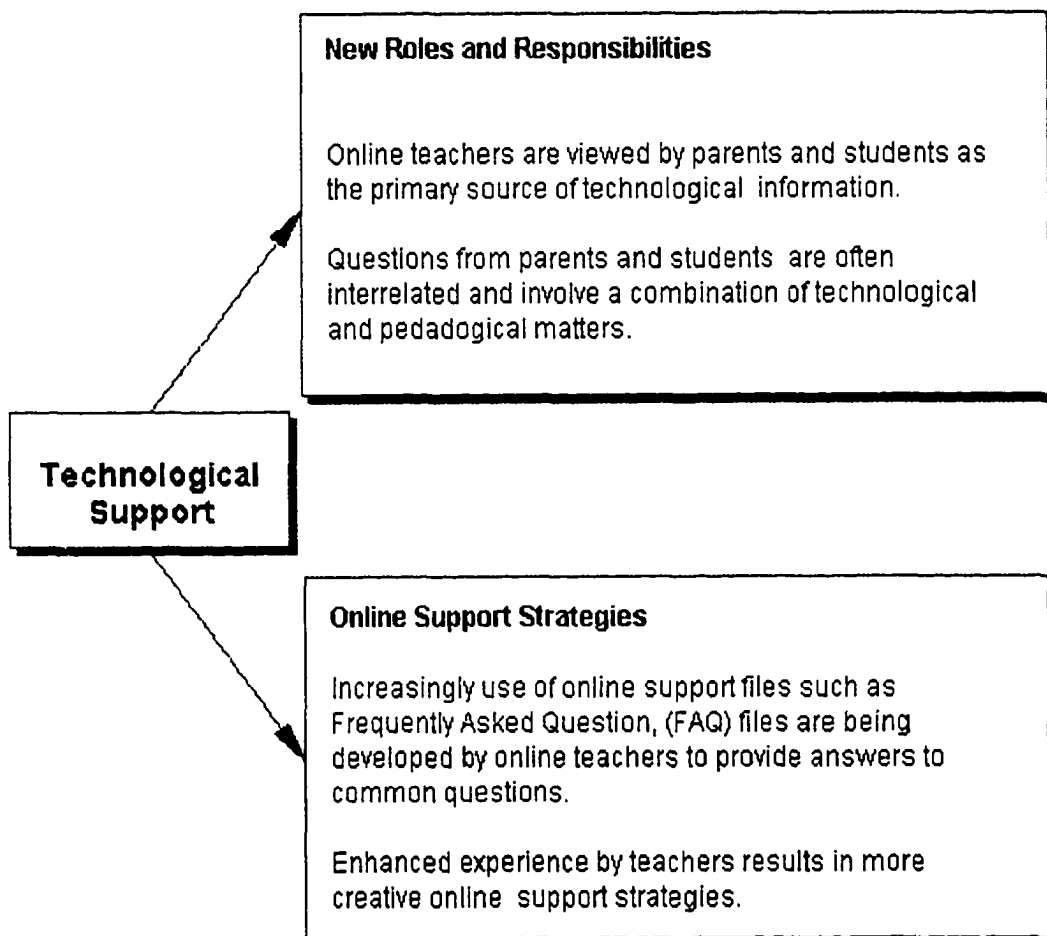 New Roles and Responsibilities
Online teachers are viewed by parents and students as
the primary source of technological information.
Questions from parents and students are often
interrelated and involve a combination of technological
and pedadogical matters.
Technological
Support
Online Support Strategies
Increasingly use of online support files such as
Frequently Asked Question, (FAQ) files are being
developed by online teachers to provide answers to
common questions.
Enhanced experience by teachers results in more
creative online support strategies.